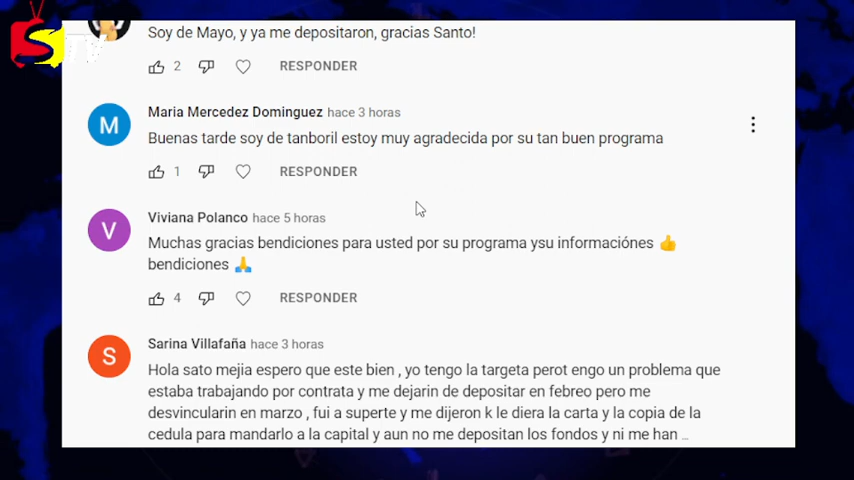 STV
Soy de Mayo, y ya me depositaron, gracias Santo!
2 RESPONDER
M
Maria Mercedez Dominguez hace 3 horas
Buenas tarde soy de tanboril estoy muy agradecida por su tan buen programa
1 RESPONDER
V
Viviana Polanco hace 5 horas
Muchas gracias bendiciones para usted por su programa ysu informaciónes 👍
bendiciones 🙏
4 RESPONDER
S
Sarina Villafaña hace 3 horas
Hola sato mejia espero que este bien , yo tengo la targeta perot engo un problema que
estaba trabajando por contrata y me dejarin de depositar en febreo pero me
desvincularin en marzo , fui a superte y me dijeron k le diera la carta y la copia de la
cedula para mandarlo a la capital y aun no me depositan los fondos y ni me han ...